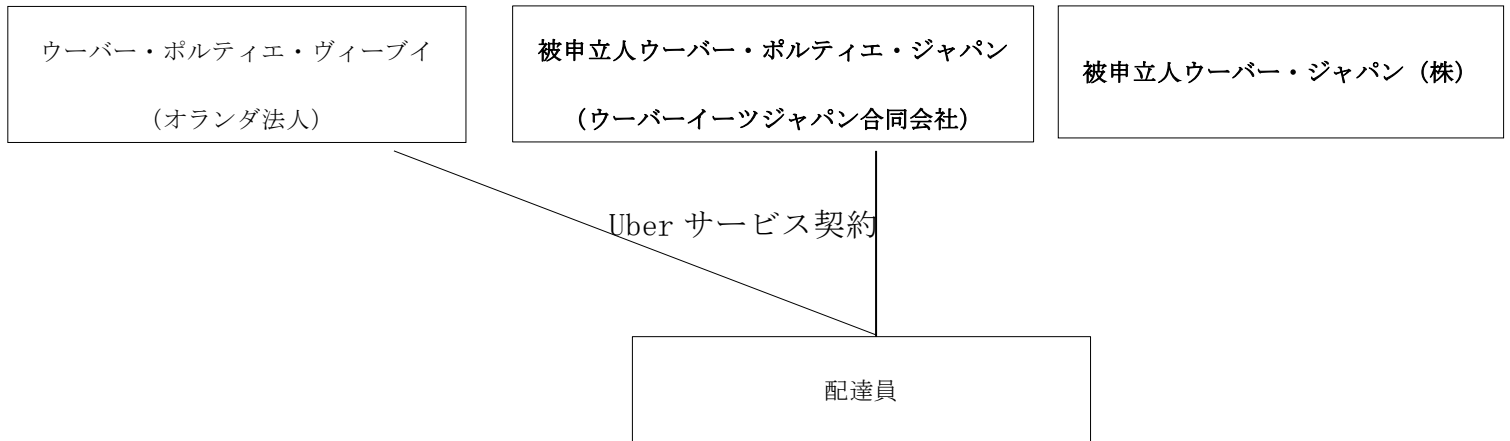 ウーバー・ポルティエ・ヴィーブイ
（オランダ法人）
被申立人ウーバー・ポルティエ・ジャパン
（ウーバーイーツジャパン合同会社）
被申立人ウーバー・ジャパン（株）
Uber サービス契約
配達員